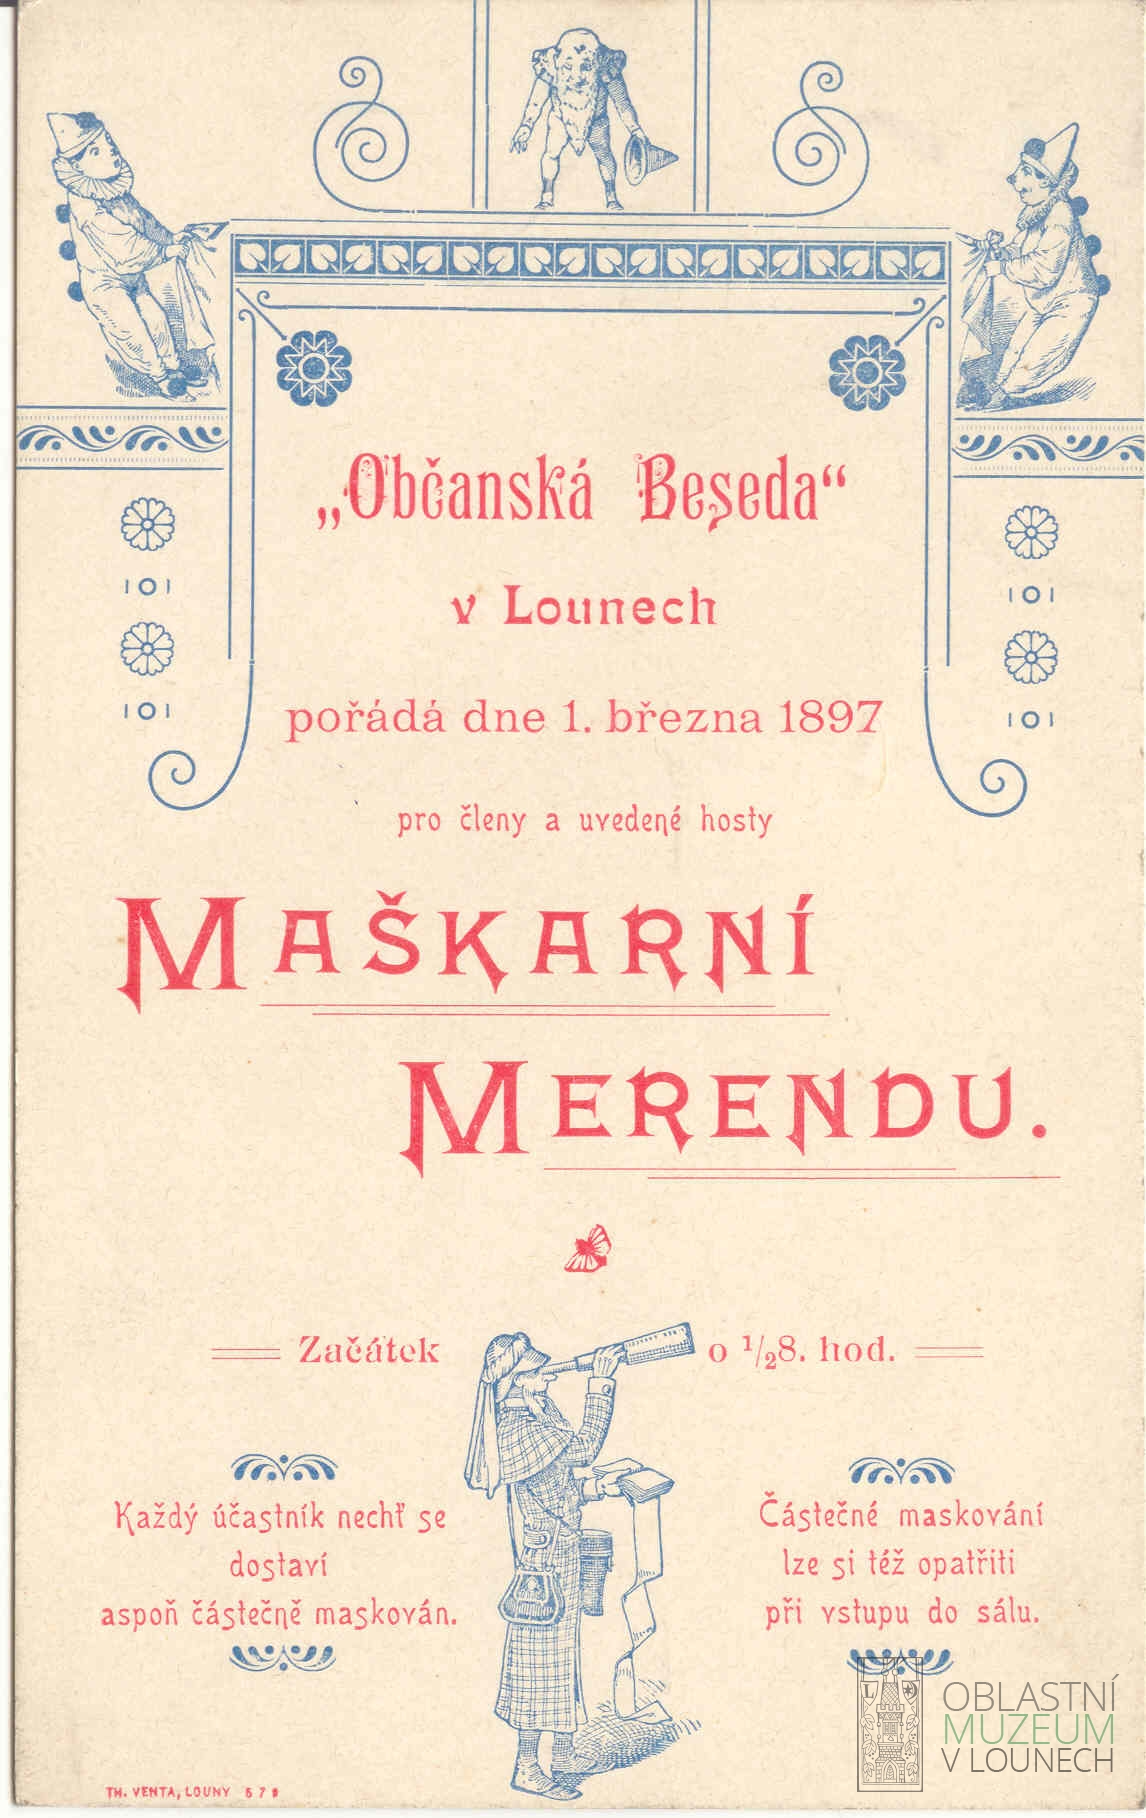 „Občanská Beseda“
v Lounech
pořádá dne 1. března 1897
pro členy a uvedené hosty
MAŠKARNÍ
MERENDU.
Začátek o ½8. hod.
Každý účastník nechť se
dostaví
aspoň částečně maskován.
Částečné maskování
lze si též opatřiti
při vstupu do sálu.
TH. VENTA, LOUNY
OBLASTNÍ
MUZEUM
V LOUNECH